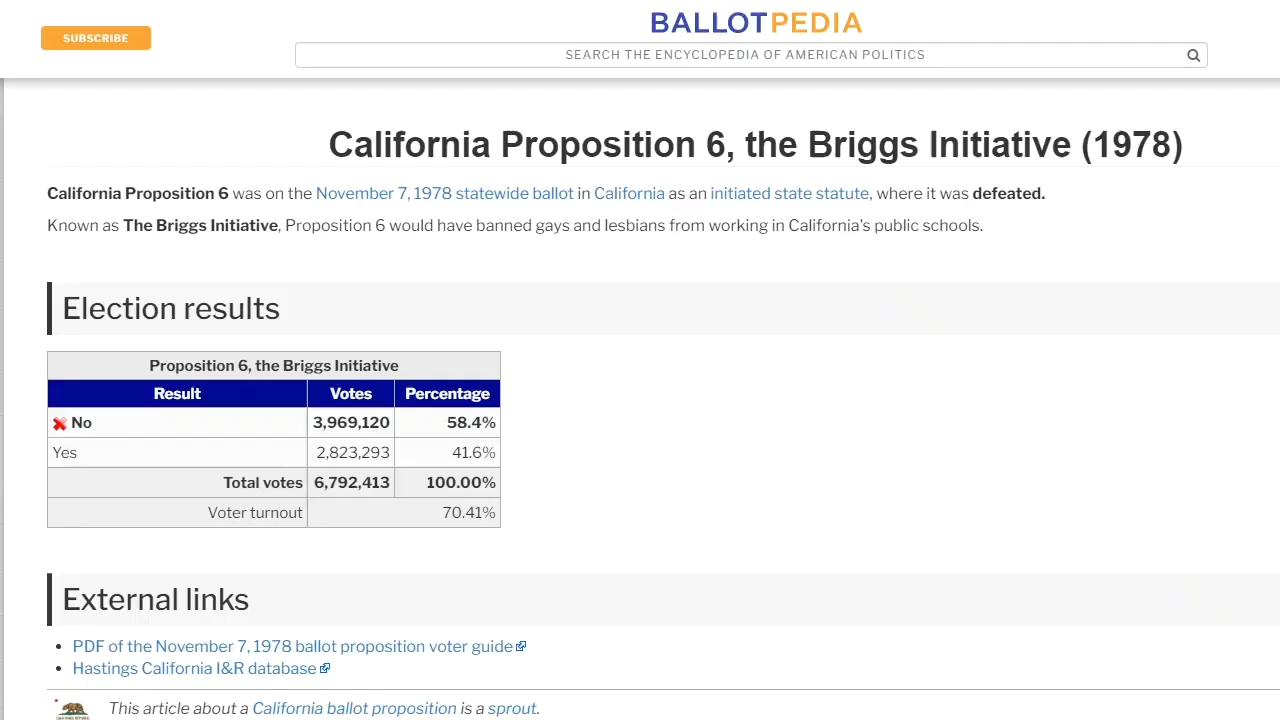 SUBSCRIBE
BALLOTPEDIA
SEARCH THE ENCYCLOPEDIA OF AMERICAN POLITICS
California Proposition 6, the Briggs Initiative (1978)
California Proposition 6 was on the November 7, 1978 statewide ballot in California as an initiated state statute, where it was defeated.
Known as The Briggs Initiative, Proposition 6 would have banned gays and lesbians from working in California's public schools.
Election results
Proposition 6, the Briggs Initiative
Result Votes Percentage
No 3,969,120 58.4%
Yes 2,823,293 41.6%
Total votes 6,792,413 100.00%
Voter turnout 70.41%
External links
PDF of the November 7, 1978 ballot proposition voter guide
Hastings California I&R database
This article about a California ballot proposition is a sprout.